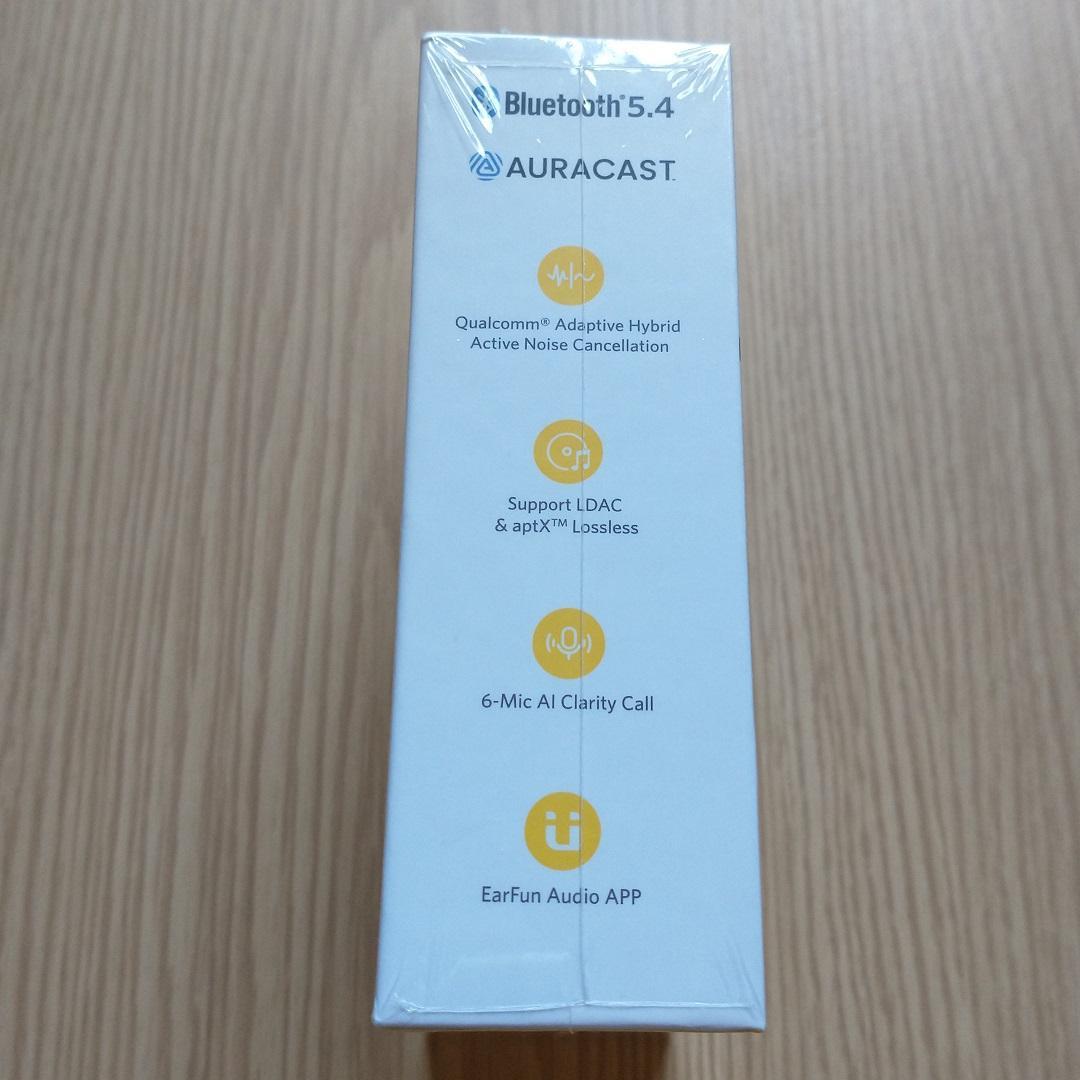 Bluetooth® 5.4
AURACAST™
Qualcomm® Adaptive Hybrid
Active Noise Cancellation
Support LDAC
& aptX™ Lossless
6-Mic AI Clarity Call
EarFun Audio APP